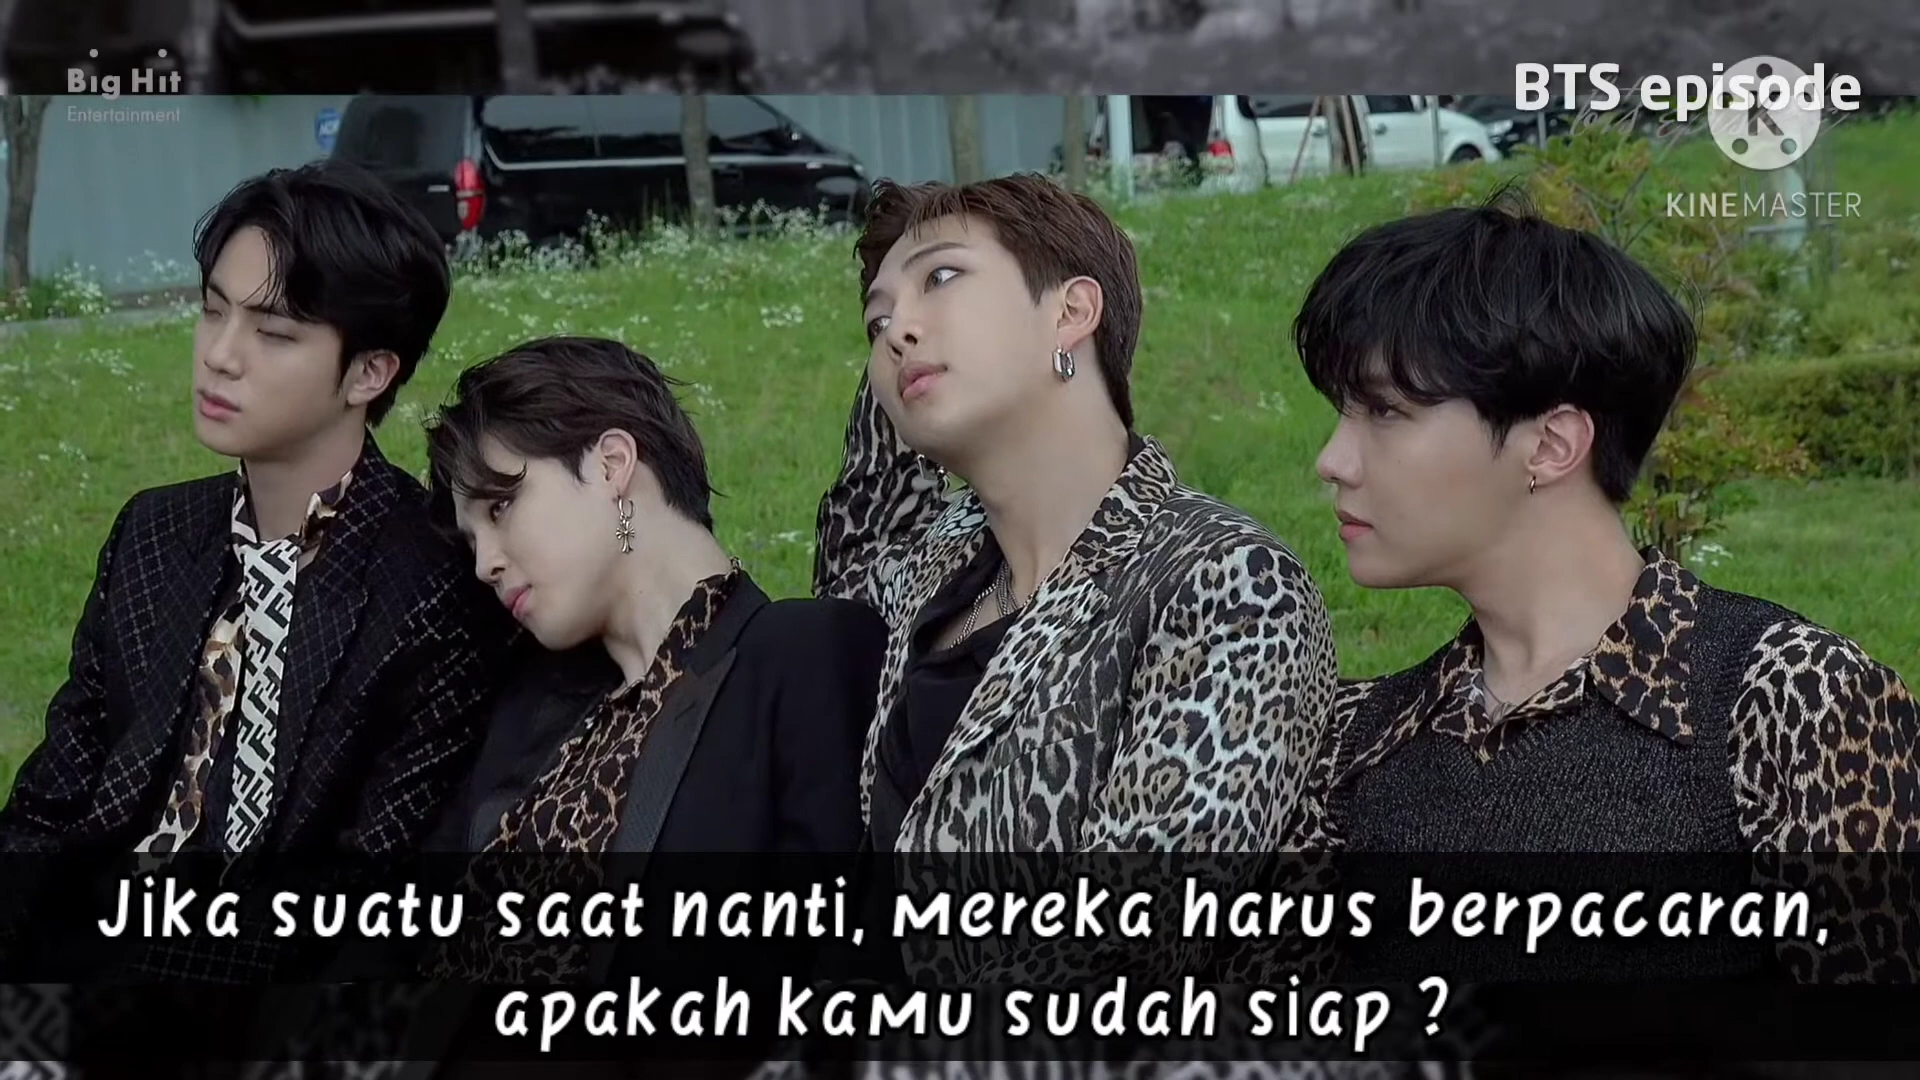 Big Hit
Entertainment
BTS episode
K
KINEMASTER
Jika suatu saat nanti, mereka harus berpacaran,
apakah kamu sudah siap ?